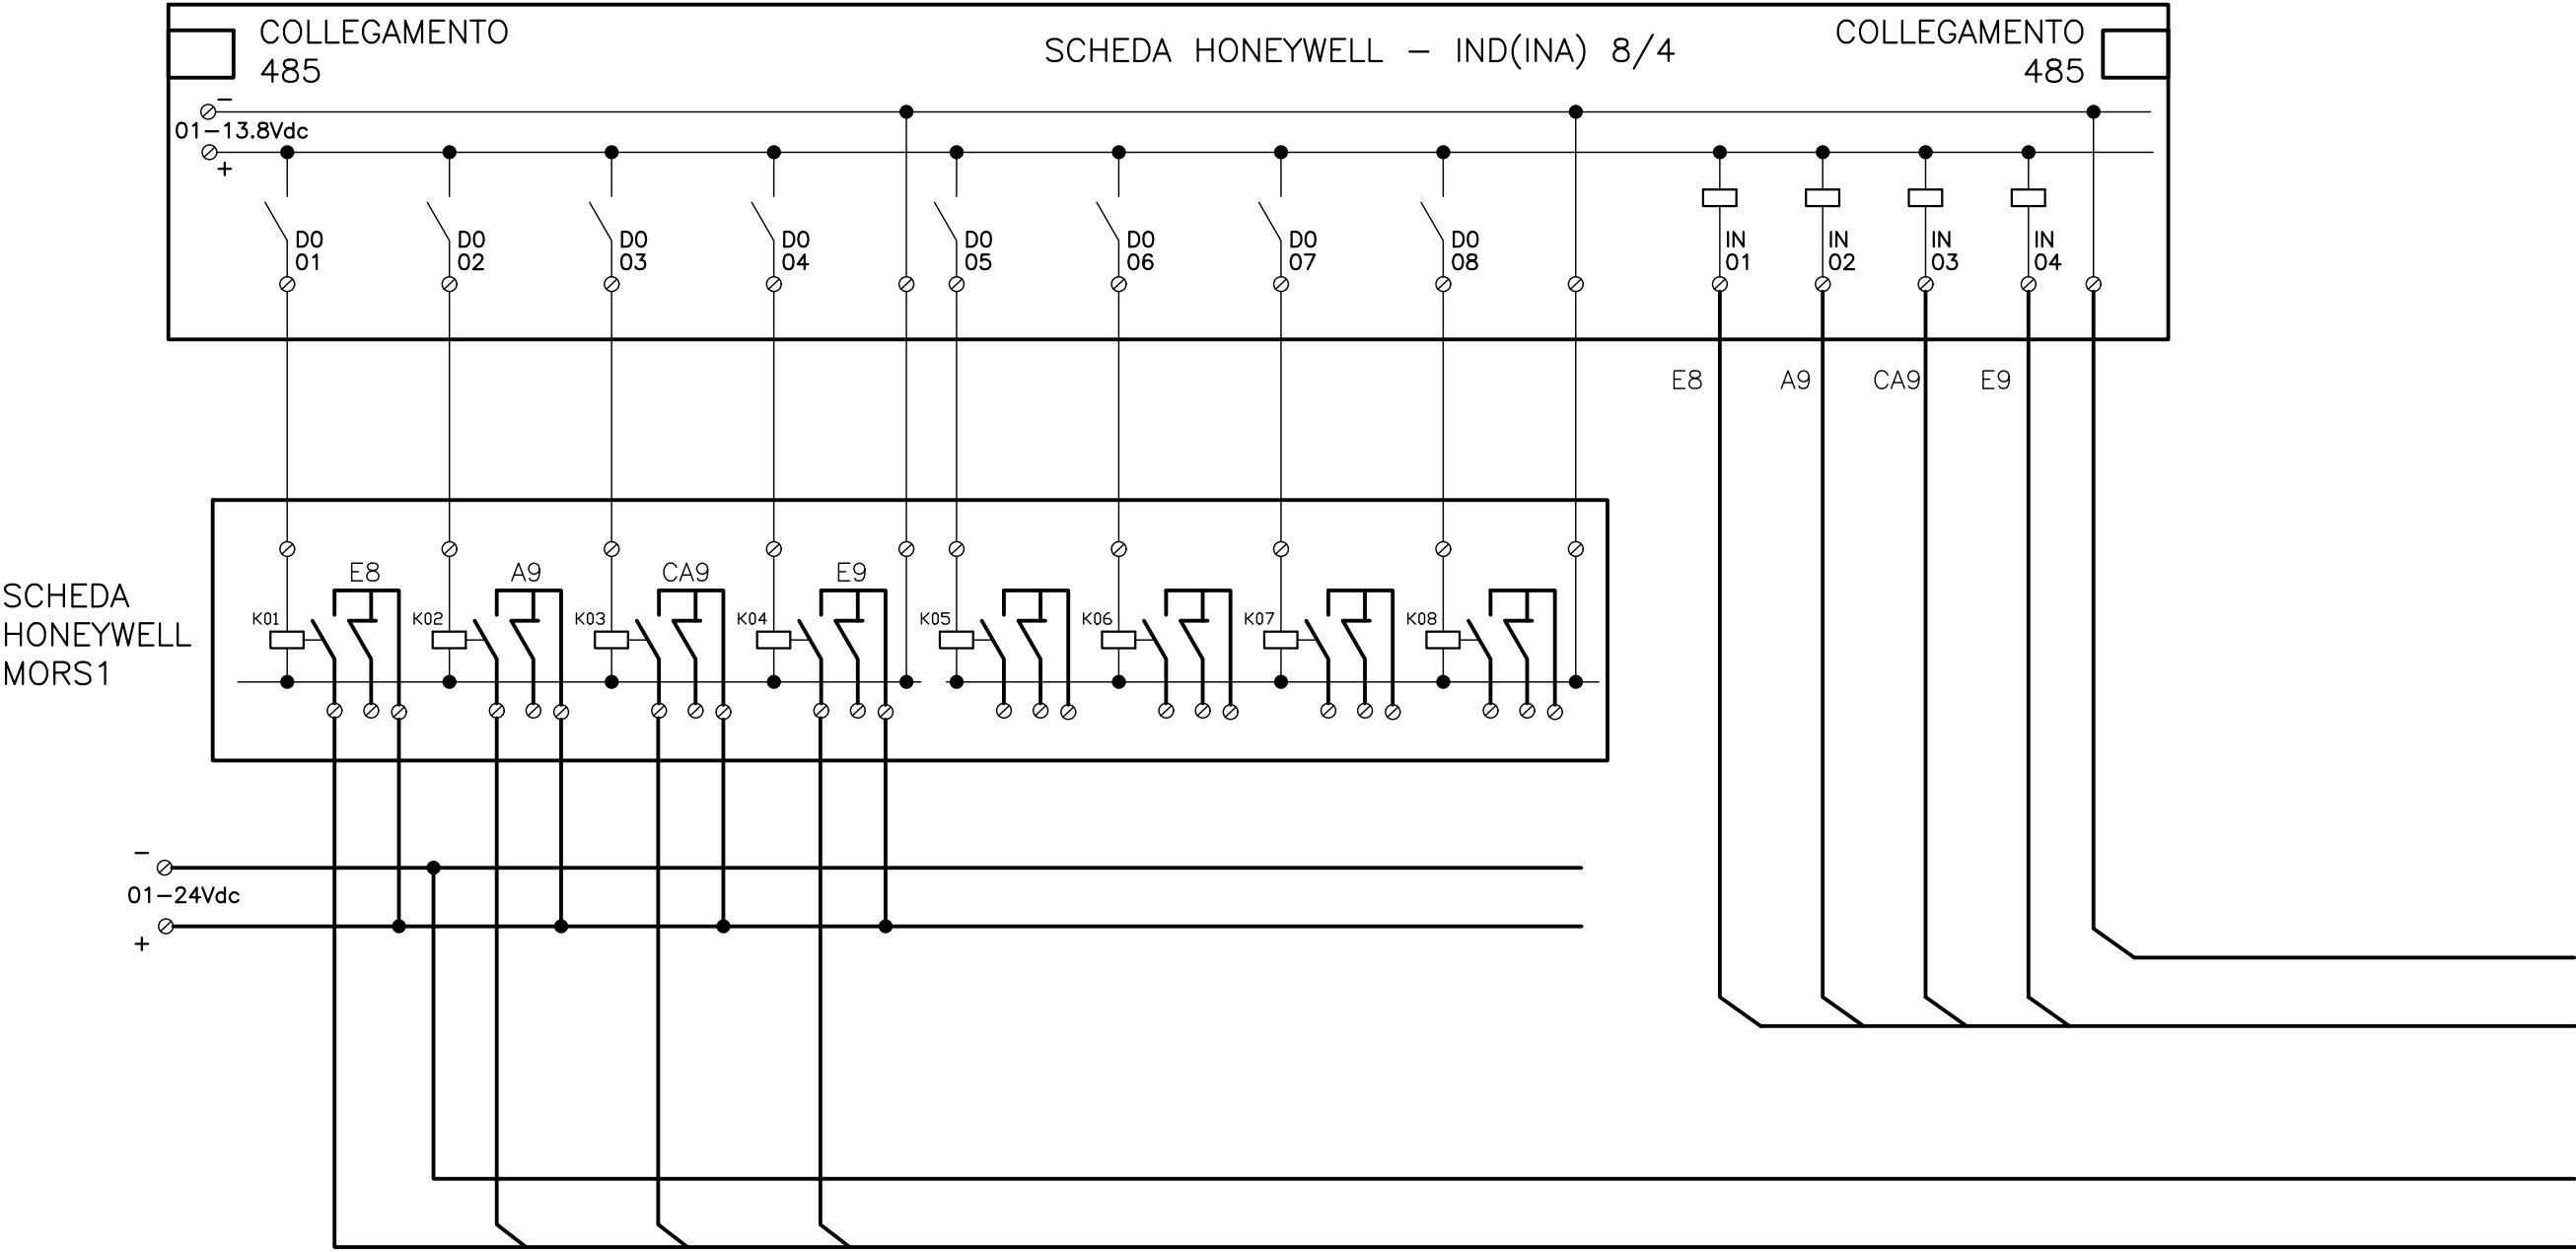 COLLEGAMENTO
485
SCHEDA HONEYWELL - IND(INA) 8/4
COLLEGAMENTO
485
-
01-13.8Vdc
+
DO
01
DO
02
DO
03
DO
04
DO
05
DO
06
DO
07
DO
08
IN
01
IN
02
IN
03
IN
04
E8
A9
CA9
E9
SCHEDA
HONEYWELL
MORS1
E8
A9
CA9
E9
K01
K02
K03
K04
K05
K06
K07
K08
-
01-24Vdc
+